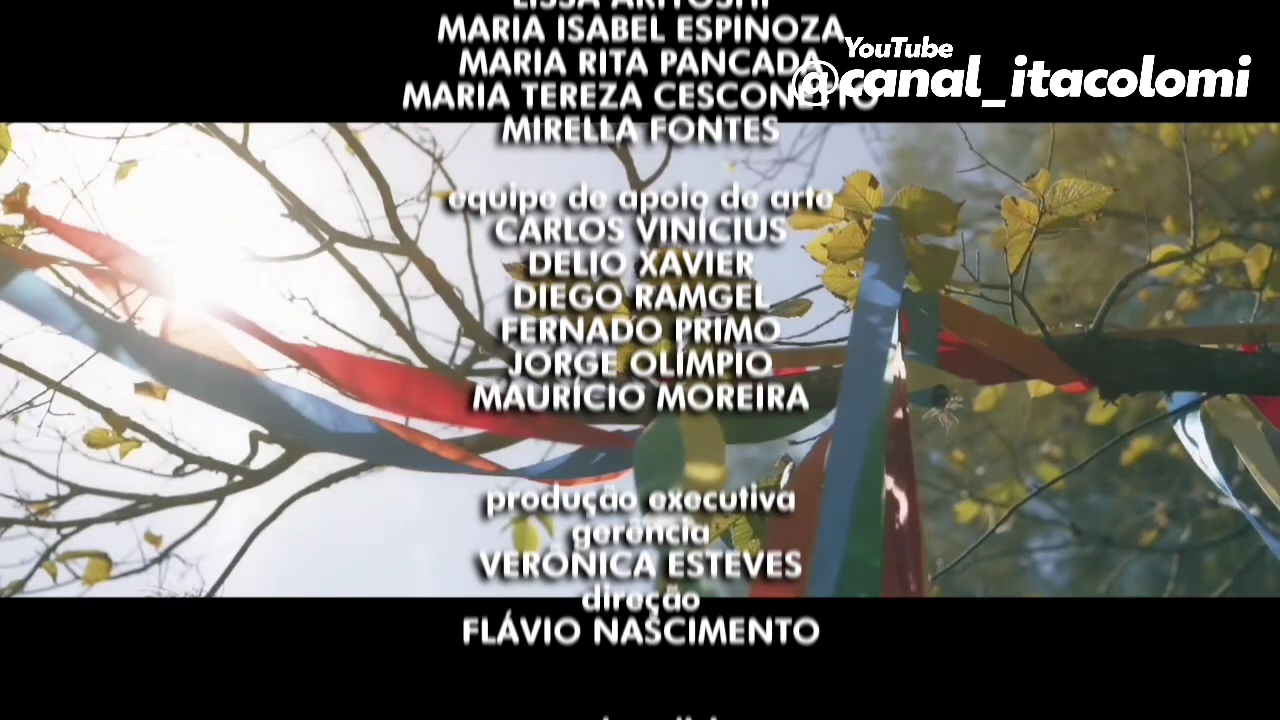 LISSA AKIYOSHI
MARIA ISABEL ESPINOZA
MARIA RITA PANCADA
MARIA TEREZA CESCONETTO
MIRELLA FONTES
YouTube
@canal_itacolomi
equipe de apoio de arte
CARLOS VINÍCIUS
DELIO XAVIER
DIEGO RAMGEL
FERNADO PRIMO
JORGE OLÍMPIO
MAURÍCIO MOREIRA
produção executiva
gerência
VERÔNICA ESTEVES
direção
FLÁVIO NASCIMENTO